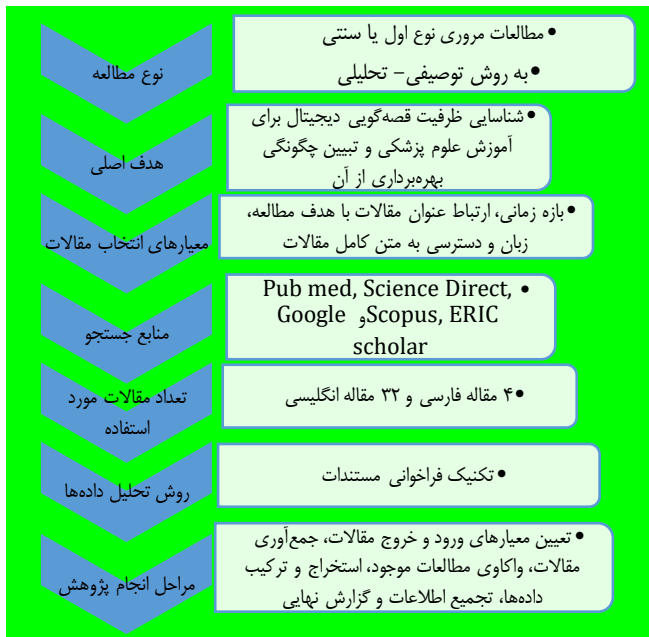 نوع مطالعه
•مطالعات مروری نوع اول یا سنتی
•به روش توصیفی– تحلیلی
هدف اصلی
•شناسایی ظرفیت قصه‌گویی دیجیتال برای
آموزش علوم پزشکی و تبیین چگونگی
بهره‌برداری از آن
معیارهای انتخاب مقالات
•بازه زمانی، ارتباط عنوان مقالات با هدف مطالعه،
زبان و دسترسی به متن کامل مقالات
منابع جستجو
• Pub med, Science Direct,
Scopus, ERICو Google
scholar
تعداد مقالات مورد
استفاده
•۴ مقاله فارسی و ۳۲ مقاله انگلیسی
روش تحلیل داده‌ها
•تکنیک فراخوانی مستندات
مراحل انجام پژوهش
•تعیین معیارهای ورود و خروج مقالات، جمع‌آوری
مقالات، واکاوی مطالعات موجود، استخراج و ترکیب
داده‌ها، تجمیع اطلاعات و گزارش نهایی